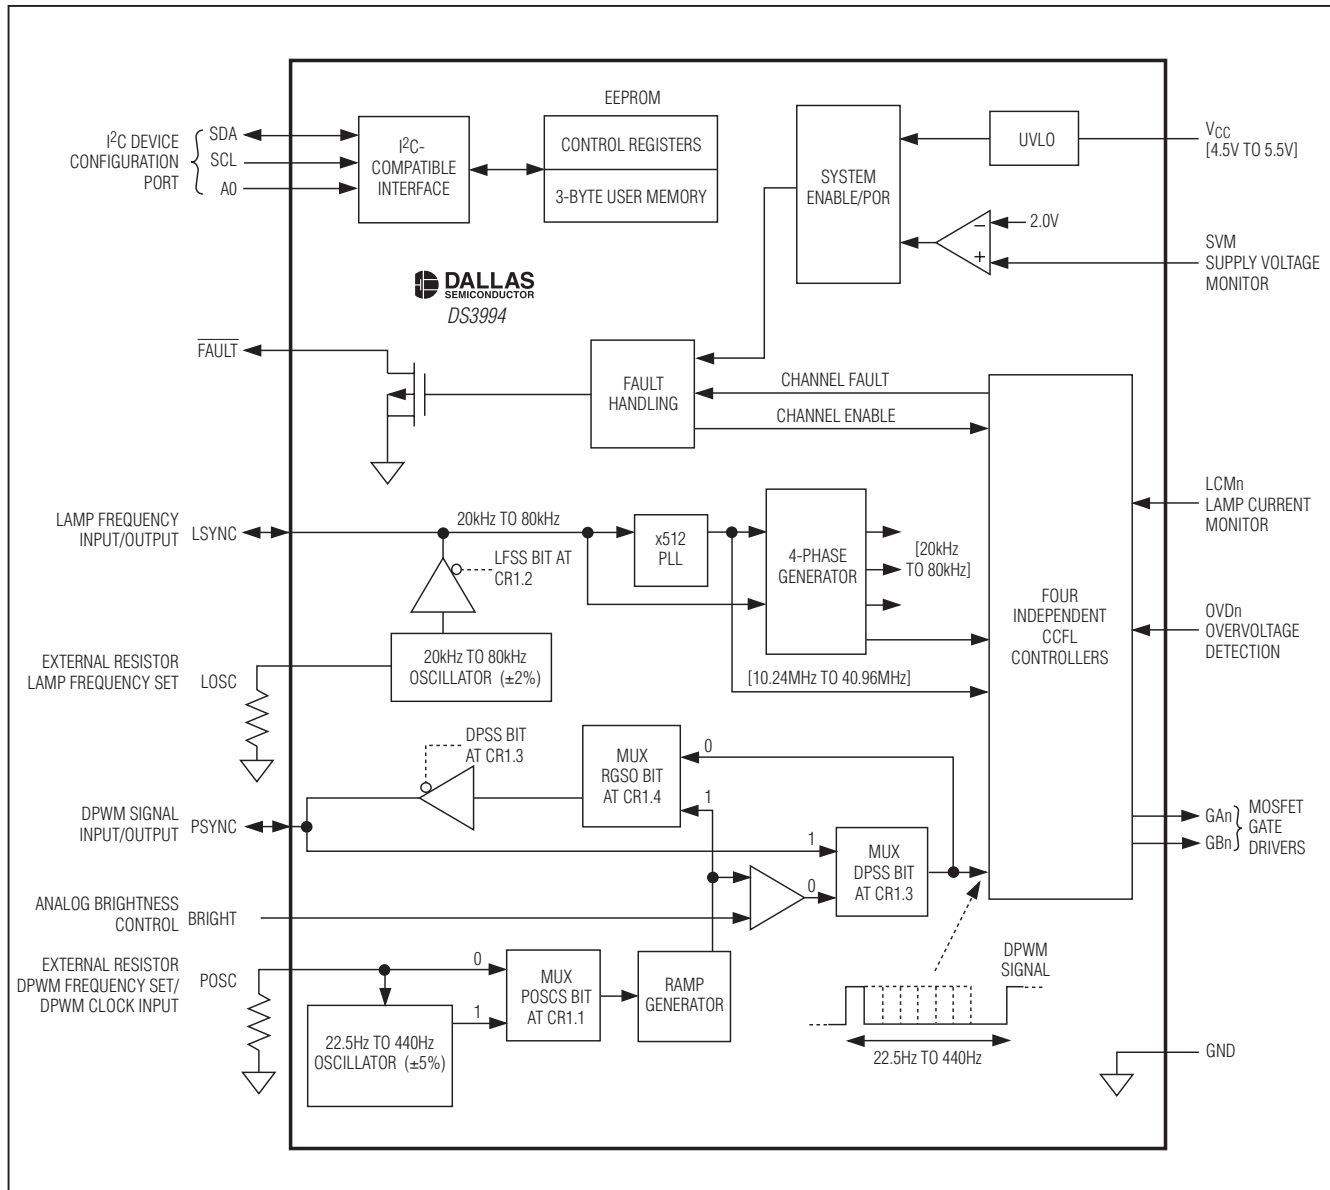 EEPROM
I²C DEVICE
CONFIGURATION
PORT
SDA
SCL
A0
I²C-
COMPATIBLE
INTERFACE
CONTROL REGISTERS
3-BYTE USER MEMORY
SYSTEM
ENABLE/POR
UVLO
VCC
[4.5V TO 5.5V]
2.0V
−
+
SVM
SUPPLY VOLTAGE
MONITOR
DALLAS
SEMICONDUCTOR
DS3994
FAULT
FAULT
HANDLING
CHANNEL FAULT
CHANNEL ENABLE
LAMP FREQUENCY
INPUT/OUTPUT
LSYNC
20kHz TO 80kHz
LFSS BIT AT
CR1.2
x512
PLL
4-PHASE
GENERATOR
[20kHz
TO 80kHz]
FOUR
INDEPENDENT
CCFL
CONTROLLERS
LCMn
LAMP CURRENT
MONITOR
OVDn
OVERVOLTAGE
DETECTION
EXTERNAL RESISTOR
LAMP FREQUENCY SET
LOSC
20kHz TO 80kHz
OSCILLATOR (±2%)
[10.24MHz TO 40.96MHz]
DPSS BIT
AT CR1.3
MUX
RGSO BIT
AT CR1.4
0
1
DPWM SIGNAL
INPUT/OUTPUT
PSYNC
1
0
MUX
DPSS BIT
AT CR1.3
GAn
GBn
MOSFET
GATE
DRIVERS
ANALOG BRIGHTNESS
CONTROL
BRIGHT
EXTERNAL RESISTOR
DPWM FREQUENCY SET/
DPWM CLOCK INPUT
POSC
0
1
MUX
POSCS BIT
AT CR1.1
RAMP
GENERATOR
22.5Hz TO 440Hz
OSCILLATOR (±5%)
DPWM
SIGNAL
22.5Hz TO 440Hz
GND